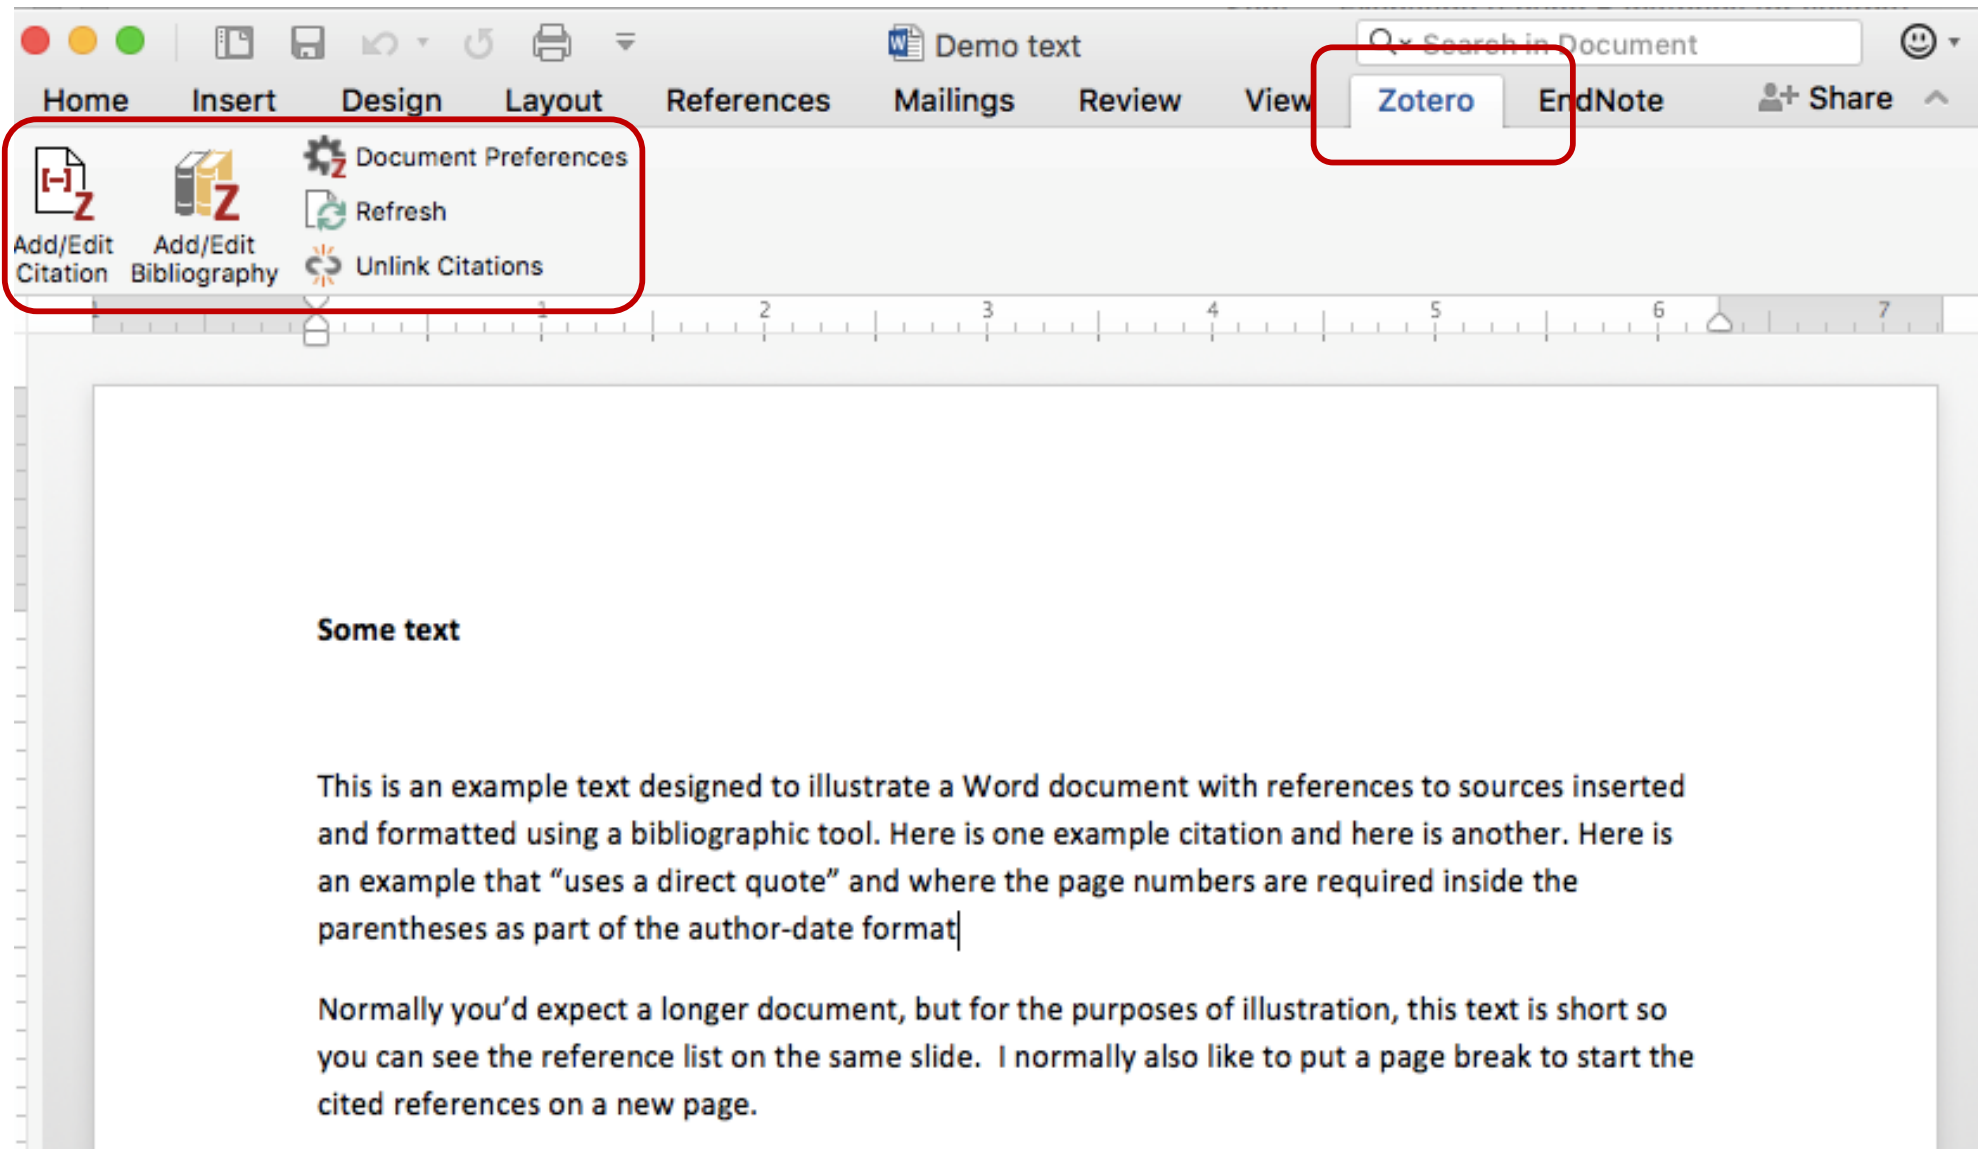 Demo text
Search in Document
Home Insert Design Layout References Mailings Review View Zotero EndNote Share
Add/Edit Citation
Add/Edit Bibliography
Document Preferences
Refresh
Unlink Citations
1 2 3 4 5 6 7
Some text
This is an example text designed to illustrate a Word document with references to sources inserted
and formatted using a bibliographic tool. Here is one example citation and here is another. Here is
an example that “uses a direct quote” and where the page numbers are required inside the
parentheses as part of the author-date format
Normally you’d expect a longer document, but for the purposes of illustration, this text is short so
you can see the reference list on the same slide.  I normally also like to put a page break to start the
cited references on a new page.